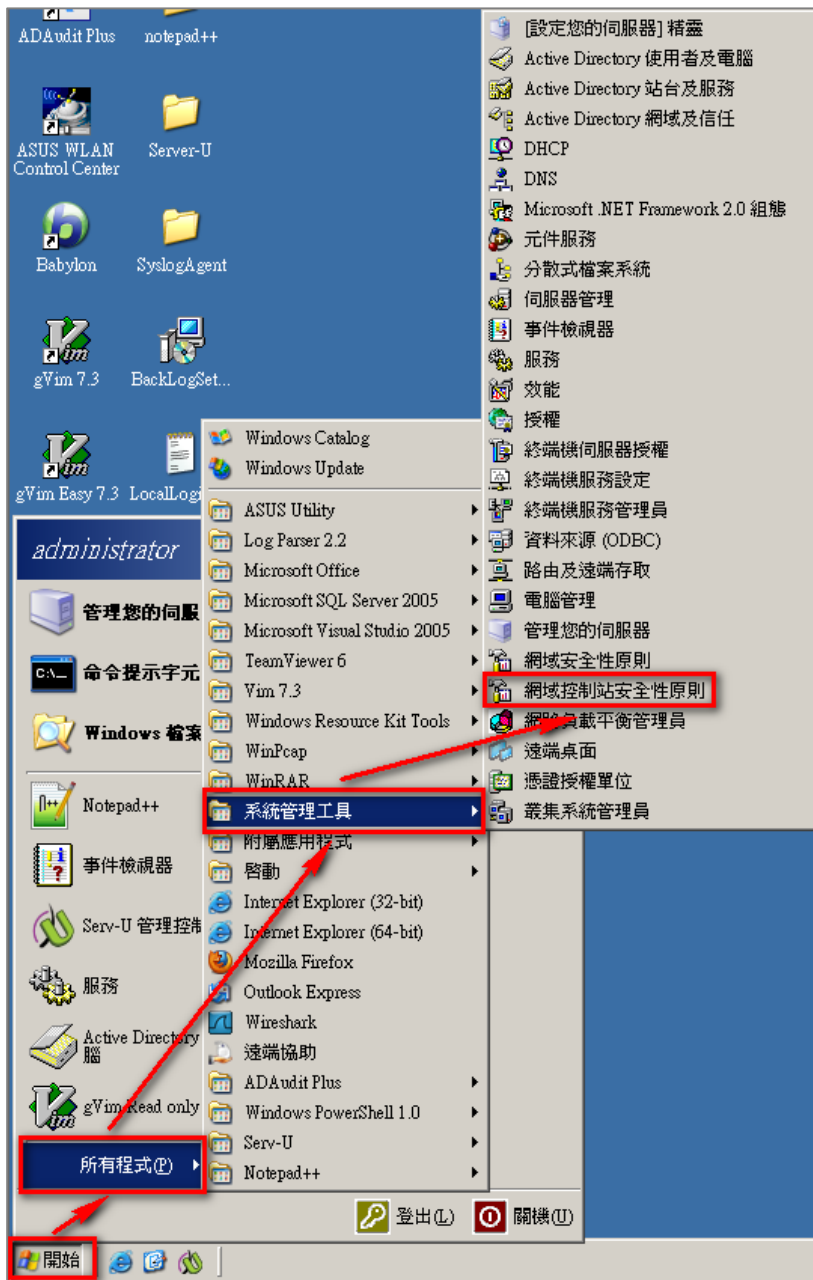 ADAudit Plus
notepad++
ASUS WLAN
Control Center
Server-U
Babylon
SyslogAgent
gVim 7.3
BackLogSet...
gVim Easy 7.3
LocalLogi
administrator
管理您的伺服
命令提示字元
Windows 檔案
Notepad++
事件檢視器
Serv-U 管理控制
服務
Active Directory
腦
gVim Read only
所有程式(P)
登出(L)
關機(U)
開始
Windows Catalog
Windows Update
ASUS Utility
Log Parser 2.2
Microsoft Office
Microsoft SQL Server 2005
Microsoft Visual Studio 2005
TeamViewer 6
Vim 7.3
Windows Resource Kit Tools
WinPcap
WinRAR
系統管理工具
附屬應用程式
啟動
Internet Explorer (32-bit)
Internet Explorer (64-bit)
Mozilla Firefox
Outlook Express
Wireshark
遠端協助
ADAudit Plus
Windows PowerShell 1.0
Serv-U
Notepad++
[設定您的伺服器] 精靈
Active Directory 使用者及電腦
Active Directory 站台及服務
Active Directory 網域及信任
DHCP
DNS
Microsoft .NET Framework 2.0 組態
元件服務
分散式檔案系統
伺服器管理
事件檢視器
服務
效能
授權
終端機伺服器授權
終端機服務設定
終端機服務管理員
資料來源 (ODBC)
路由及遠端存取
電腦管理
管理您的伺服器
網域安全性原則
網域控制站安全性原則
網路負載平衡管理員
遠端桌面
憑證授權單位
叢集系統管理員